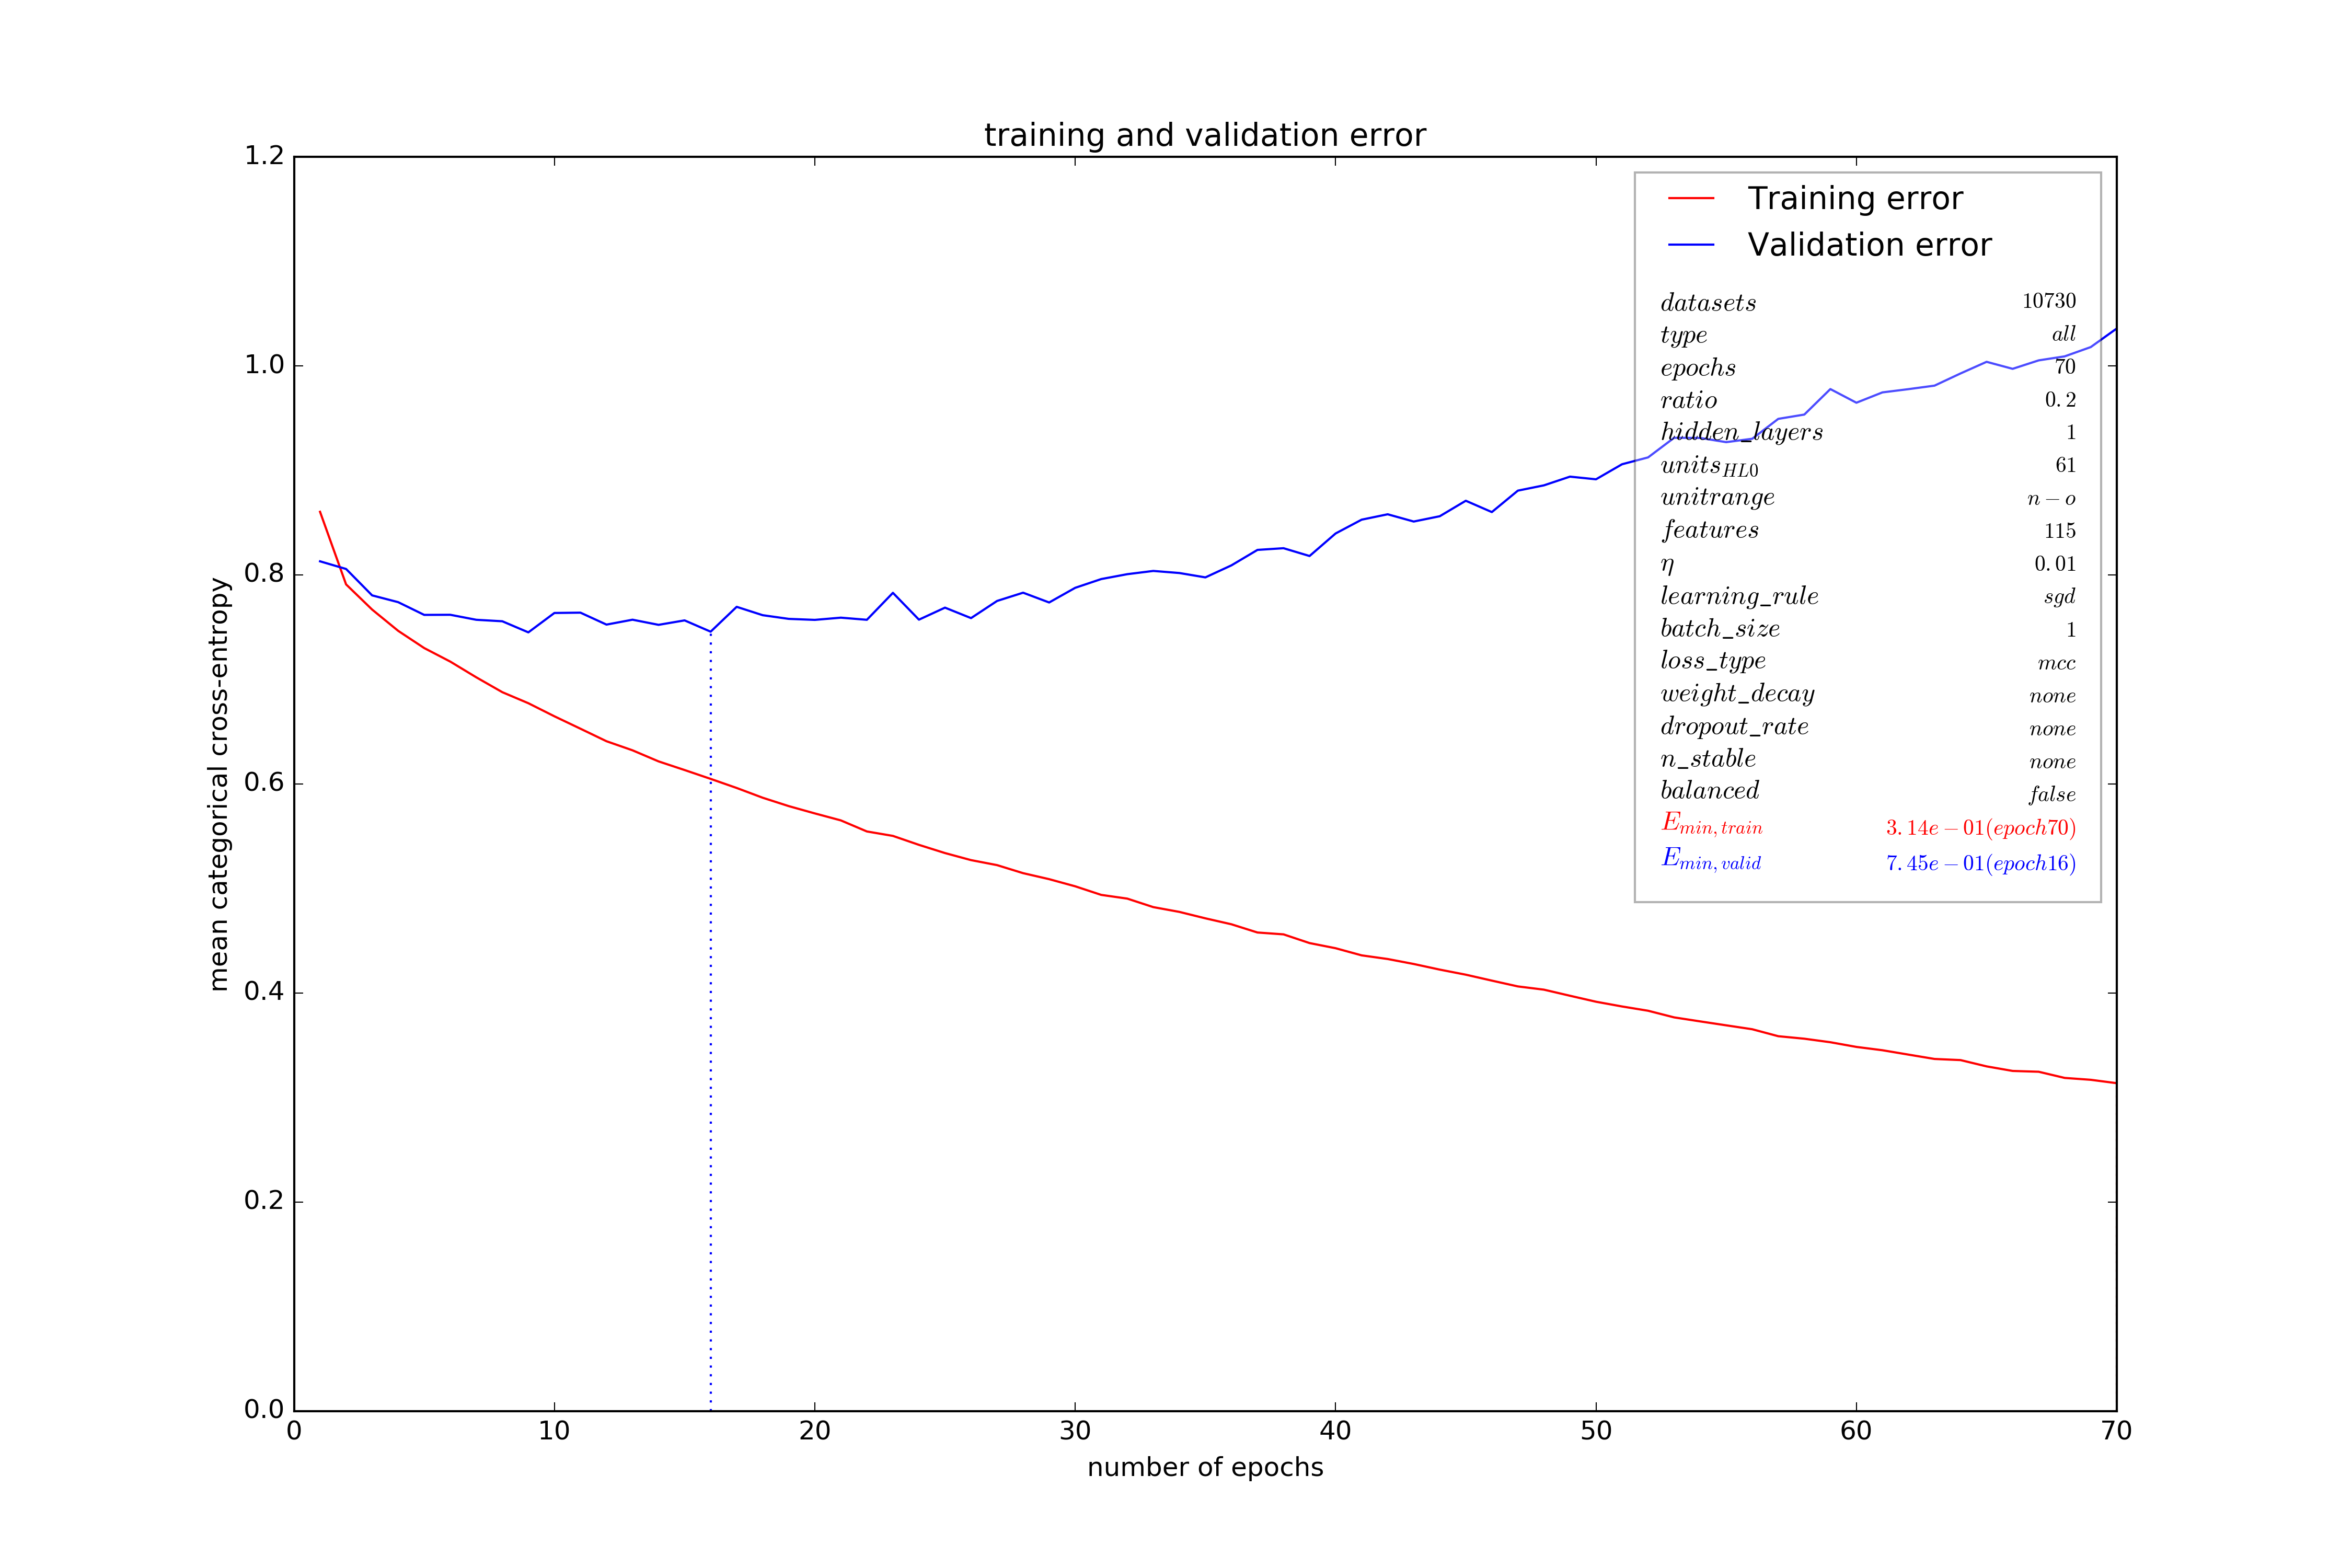 training and validation error
1.2
1.0
0.8
0.6
0.4
0.2
0.0
mean categorical cross-entropy
Training error
Validation error
datasets 10730
type all
epochs 70
ratio 0.2
hidden_layers 1
units_HL0 61
unitrange n − o
features 115
η 0.01
learning_rule sgd
batch_size 1
loss_type mcc
weight_decay none
dropout_rate none
n_stable none
balanced false
E_min,train 3.14e − 01(epoch70)
E_min,valid 7.45e − 01(epoch16)
0 10 20 30 40 50 60 70
number of epochs